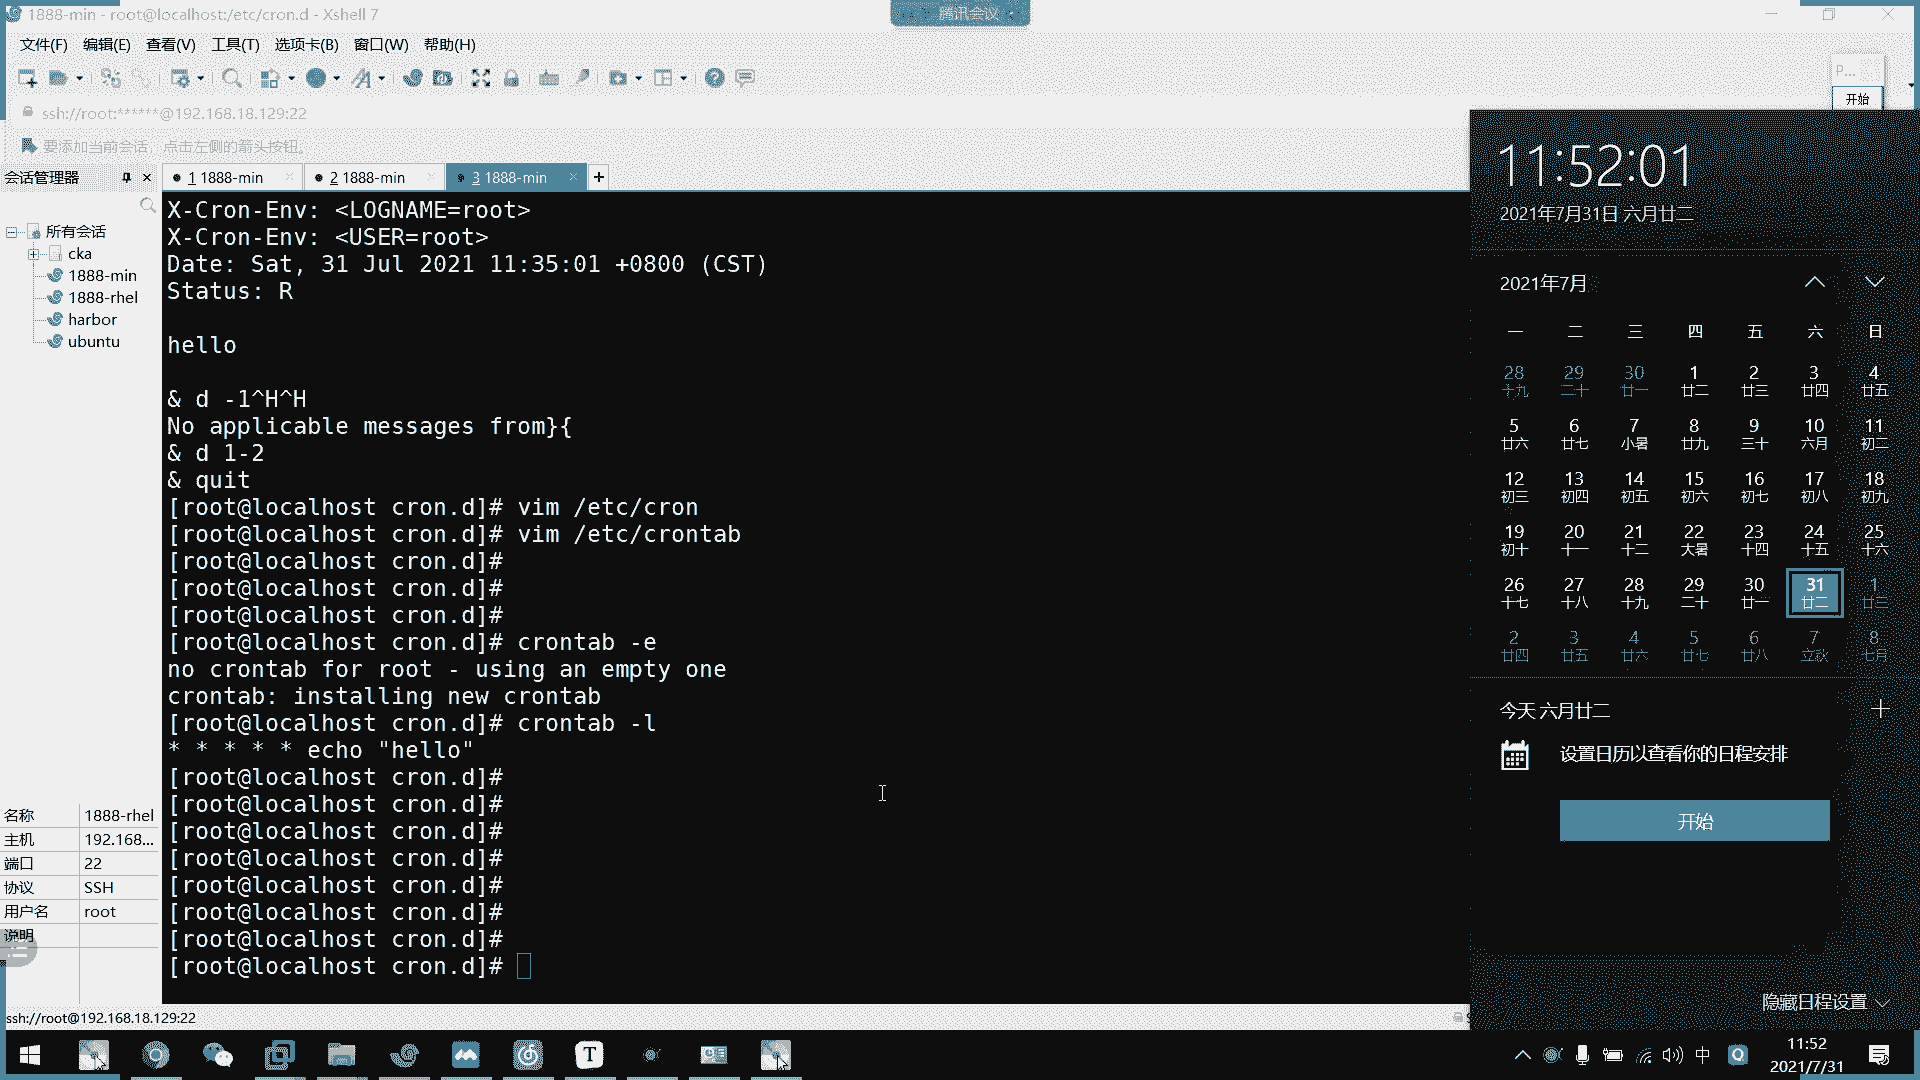 1888-min - root@localhost:/etc/cron.d - Xshell 7
腾讯会议
文件(F) 编辑(E) 查看(V) 工具(T) 选项卡(B) 窗口(W) 帮助(H)
P...
开始
ssh://root:******@192.168.18.129:22
要添加当前会话，点击左侧的箭头按钮。
会话管理器
1 1888-min
2 1888-min
3 1888-min
所有会话
cka
1888-min
1888-rhel
harbor
ubuntu
名称 1888-rhel
主机 192.168...
端口 22
协议 SSH
用户名 root
说明
X-Cron-Env: <LOGNAME=root>
X-Cron-Env: <USER=root>
Date: Sat, 31 Jul 2021 11:35:01 +0800 (CST)
Status: R
hello
& d -1^H^H
No applicable messages from}{
& d 1-2
& quit
[root@localhost cron.d]# vim /etc/cron
[root@localhost cron.d]# vim /etc/crontab
[root@localhost cron.d]#
[root@localhost cron.d]#
[root@localhost cron.d]#
[root@localhost cron.d]# crontab -e
no crontab for root - using an empty one
crontab: installing new crontab
[root@localhost cron.d]# crontab -l
* * * * * echo "hello"
[root@localhost cron.d]#
[root@localhost cron.d]#
[root@localhost cron.d]#
[root@localhost cron.d]#
[root@localhost cron.d]#
[root@localhost cron.d]#
[root@localhost cron.d]#
[root@localhost cron.d]#
11:52:01
2021年7月31日 六月廿二
2021年7月
一 二 三 四 五 六 日
28 29 30 1 2 3 4
十九 二十 廿一 廿二 廿三 廿四 廿五
5 6 7 8 9 10 11
廿六 廿七 小暑 廿九 三十 六月 初二
12 13 14 15 16 17 18
初三 初四 初五 初六 初七 初八 初九
19 20 21 22 23 24 25
初十 十一 十二 大暑 十四 十五 十六
26 27 28 29 30 31 1
十七 十八 十九 二十 廿一 廿二 廿三
2 3 4 5 6 7 8
廿四 廿五 廿六 廿七 廿八 立秋 七月
今天 六月廿二
设置日历以查看你的日程安排
开始
隐藏日程设置
ssh://root@192.168.18.129:22
T
中
Q
11:52
2021/7/31